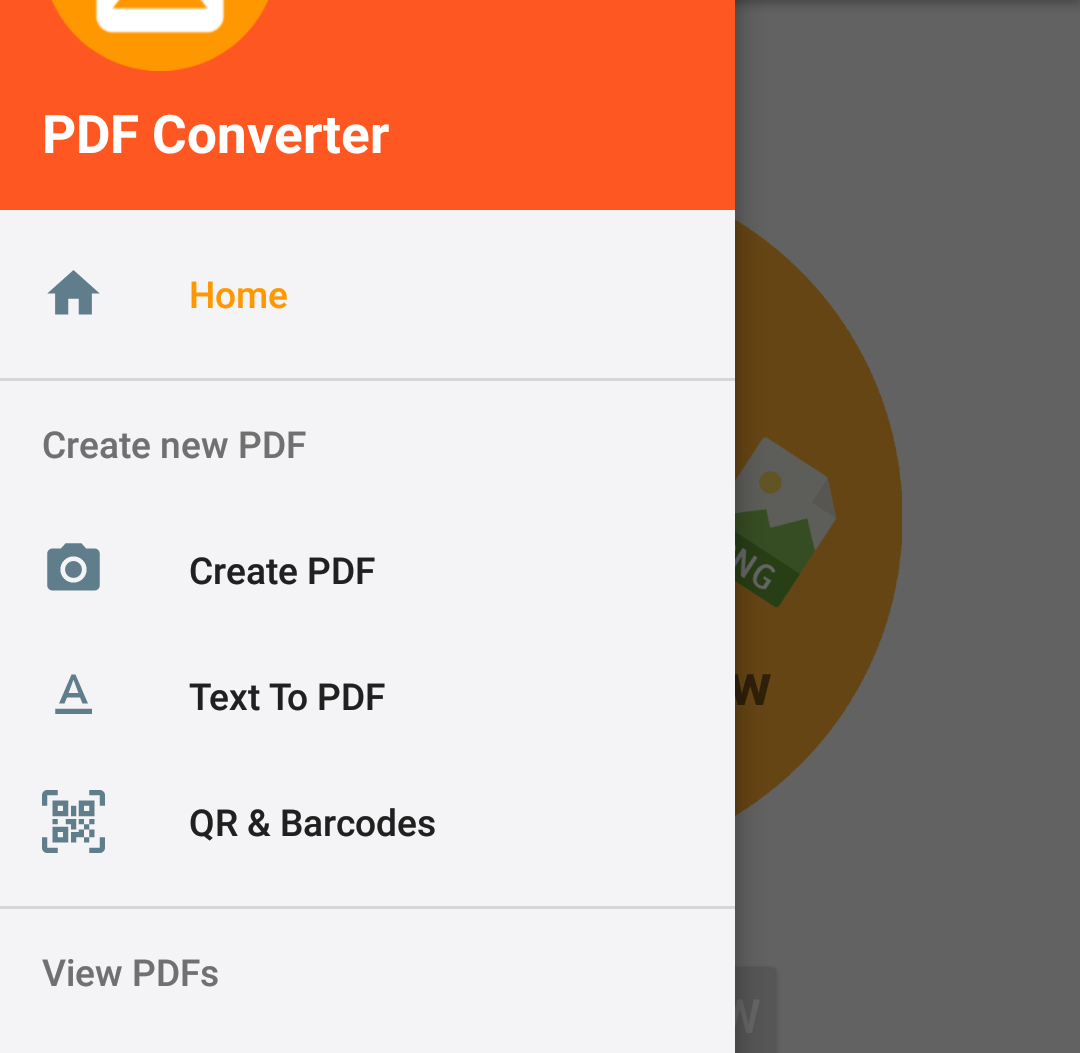 PDF Converter
Home
Create new PDF
Create PDF
Text To PDF
QR & Barcodes
View PDFs
NG
W
W